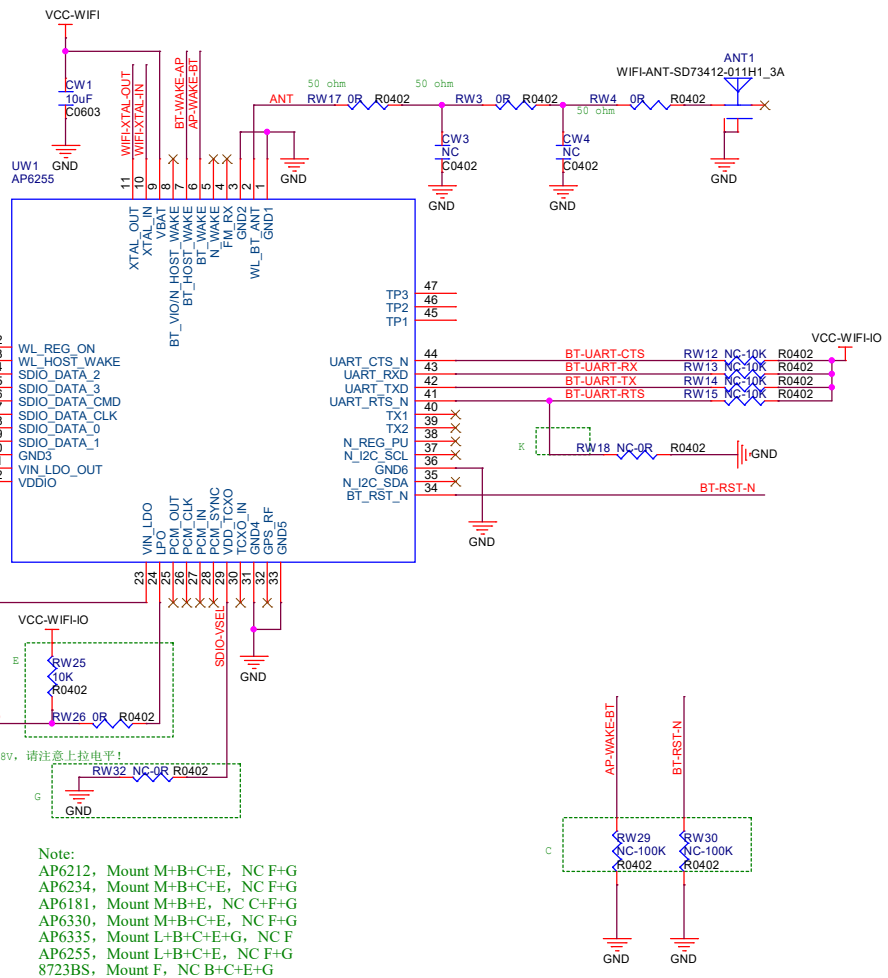 VCC-WIFI
CW1
10uF
C0603
GND
WIFI-XTAL-OUT
WIFI-XTAL-IN
BT-WAKE-AP
AP-WAKE-BT
50 ohm
50 ohm
50 ohm
ANT
RW17 0R R0402
RW3 0R R0402
RW4 0R R0402
ANT1
WIFI-ANT-SD73412-011H1_3A
CW3
NC
C0402
GND
CW4
NC
C0402
GND
GND
GND
UW1
AP6255
11 10 9 8 7 6 5 4 3 2 1
XTAL_OUT
XTAL_IN
VBAT
BT_VIO/N_HOST_WAKE
BT_HOST_WAKE
BT_WAKE
N_WAKE
FM_RX
GND2
WL_BT_ANT
GND1
TP3 47
TP2 46
TP1 45
WL_REG_ON
WL_HOST_WAKE
SDIO_DATA_2
SDIO_DATA_3
SDIO_DATA_CMD
SDIO_DATA_CLK
SDIO_DATA_0
SDIO_DATA_1
GND3
VIN_LDO_OUT
VDDIO
VCC-WIFI-IO
UART_CTS_N 44 BT-UART-CTS RW12 NC-10K R0402
UART_RXD 43 BT-UART-RX RW13 NC-10K R0402
UART_TXD 42 BT-UART-TX RW14 NC-10K R0402
UART_RTS_N 41 BT-UART-RTS RW15 NC-10K R0402
TX1 40
TX2 39
N_REG_PU 38
N_I2C_SCL 37
GND6 36
N_I2C_SDA 35
BT_RST_N 34 BT-RST-N
K
RW18 NC-0R R0402
GND
GND
VIN_LDO
LPO
PCM_OUT
PCM_CLK
PCM_IN
PCM_SYNC
VDD_TCXO
TCXO_IN
GND4
GPS_RF
GND5
23 24 25 26 27 28 29 30 31 32 33
SDIO-VSEL
GND
VCC-WIFI-IO
E
RW25
10K
R0402
RW26 0R R0402
8V，请注意上拉电平！
RW32 NC-0R R0402
G
GND
AP-WAKE-BT
BT-RST-N
C
RW29
NC-100K
R0402
RW30
NC-100K
R0402
GND
GND
Note:
AP6212，Mount M+B+C+E，NC F+G
AP6234，Mount M+B+C+E，NC F+G
AP6181，Mount M+B+E，NC C+F+G
AP6330，Mount M+B+C+E，NC F+G
AP6335，Mount L+B+C+E+G，NC F
AP6255，Mount L+B+C+E，NC F+G
8723BS，Mount F，NC B+C+E+G